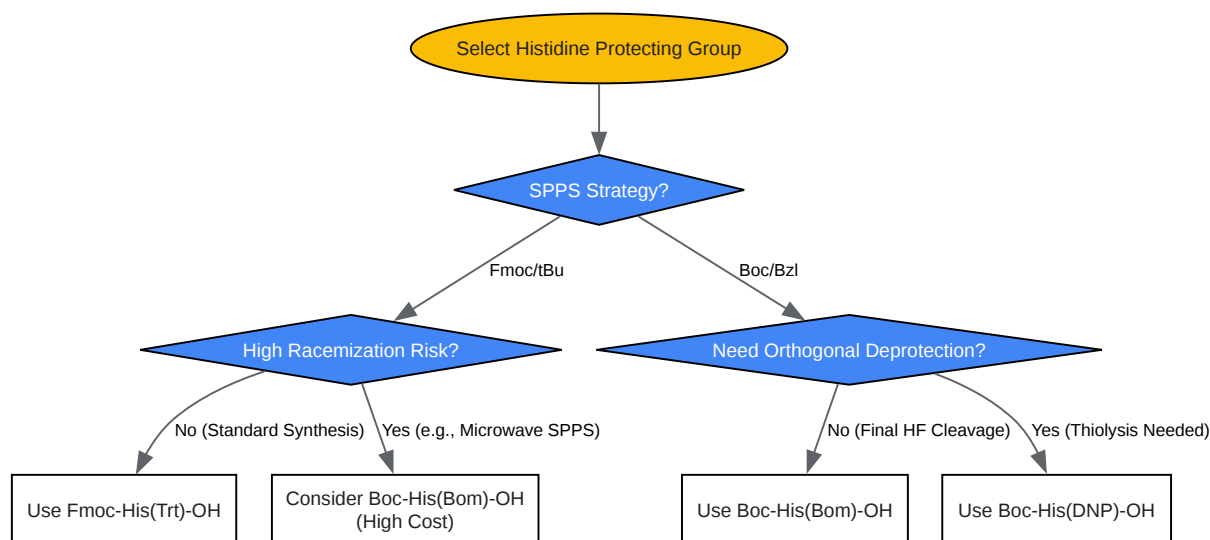 Select Histidine Protecting Group
SPPS Strategy?
Fmoc/tBu
Boc/Bzl
High Racemization Risk?
Need Orthogonal Deprotection?
No (Standard Synthesis)
Yes (e.g., Microwave SPPS)
No (Final HF Cleavage)
Yes (Thiolysis Needed)
Use Fmoc-His(Trt)-OH
Consider Boc-His(Bom)-OH
(High Cost)
Use Boc-His(Bom)-OH
Use Boc-His(DNP)-OH